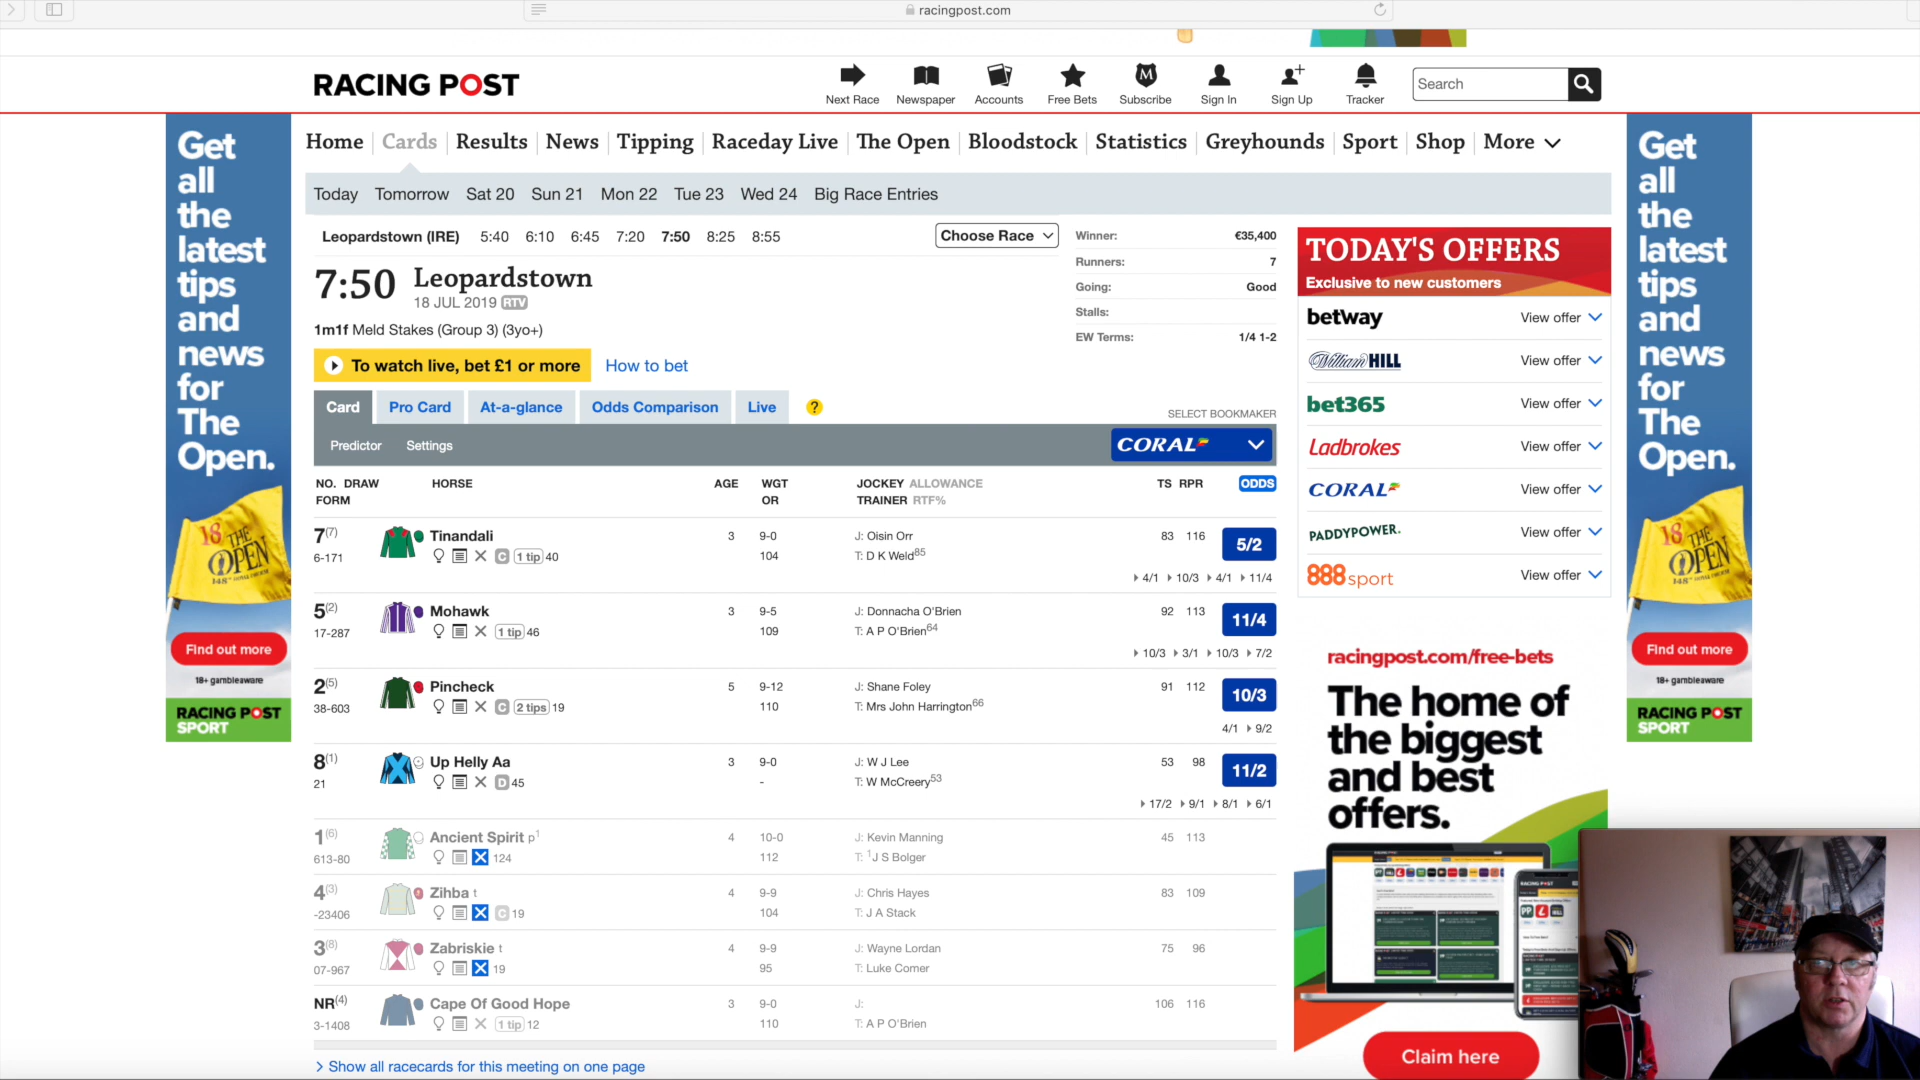 racingpost.com
RACING POST
Next Race
Newspaper
Accounts
Free Bets
Subscribe
Sign In
Sign Up
Tracker
Search
Home Cards Results News Tipping Raceday Live The Open Bloodstock Statistics Greyhounds Sport Shop More
Today Tomorrow Sat 20 Sun 21 Mon 22 Tue 23 Wed 24 Big Race Entries
Get
all
the
latest
tips
and
news
for
The
Open.
18 THE
OPEN
Find out more
18+ gambleaware
RACING POST
SPORT
Leopardstown (IRE) 5:40 6:10 6:45 7:20 7:50 8:25 8:55
Choose Race
7:50 Leopardstown
18 JUL 2019 RTV
1m1f Meld Stakes (Group 3) (3yo+)
Winner: €35,400
Runners: 7
Going: Good
Stalls:
EW Terms: 1/4 1-2
To watch live, bet £1 or more
How to bet
Card
Pro Card
At-a-glance
Odds Comparison
Live
?
SELECT BOOKMAKER
Predictor
Settings
CORAL
NO. DRAW HORSE AGE WGT JOCKEY ALLOWANCE TS RPR ODDS
FORM OR TRAINER RTF%
7(7) Tinandali 3 9-0 J: Oisin Orr 83 116 5/2
6-171 C 1 tip 40 104 T: D K Weld85
4/1 10/3 4/1 11/4
5(2) Mohawk 3 9-5 J: Donnacha O'Brien 92 113 11/4
17-287 1 tip 46 109 T: A P O'Brien64
10/3 3/1 10/3 7/2
2(5) Pincheck 5 9-12 J: Shane Foley 91 112 10/3
38-603 C 2 tips 19 110 T: Mrs John Harrington66
4/1 9/2
8(1) Up Helly Aa 3 9-0 J: W J Lee 53 98 11/2
21 D 45 - T: W McCreery53
17/2 9/1 8/1 6/1
1(6) Ancient Spirit p1 4 10-0 J: Kevin Manning 45 113
613-80 124 112 T: 1J S Bolger
4(3) Zihba t 4 9-9 J: Chris Hayes 83 109
-23406 C 19 104 T: J A Stack
3(8) Zabriskie t 4 9-9 J: Wayne Lordan 75 96
07-967 19 95 T: Luke Comer
NR(4) Cape Of Good Hope 3 9-0 J: 106 116
3-1408 1 tip 12 110 T: A P O'Brien
Show all racecards for this meeting on one page
TODAY'S OFFERS
Exclusive to new customers
betway View offer
William HILL View offer
bet365 View offer
Ladbrokes View offer
CORAL View offer
PADDYPOWER. View offer
888sport View offer
racingpost.com/free-bets
The home of
the biggest
and best
offers.
Claim here
Get
all
the
latest
tips
and
news
for
The
Open.
18 THE
OPEN
Find out more
18+ gambleaware
RACING POST
SPORT